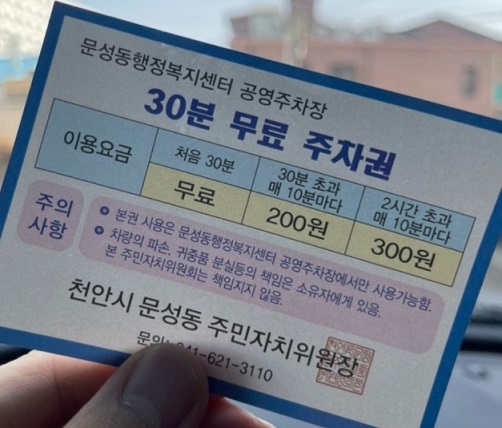 문성동행정복지센터 공영주차장
30분 무료 주차권
이용요금
처음 30분
30분 초과
매 10분마다
2시간 초과
매 10분마다
무료
200원
300원
주의
사항
본권 사용은 문성동행정복지센터 공영주차장에서만 사용가능함.
차량의 파손, 귀중품 분실등의 책임은 소유자에게 있음.
본 주민자치위원회는 책임지지 않음.
천안시 문성동 주민자치위원장
문의: 041-621-3110